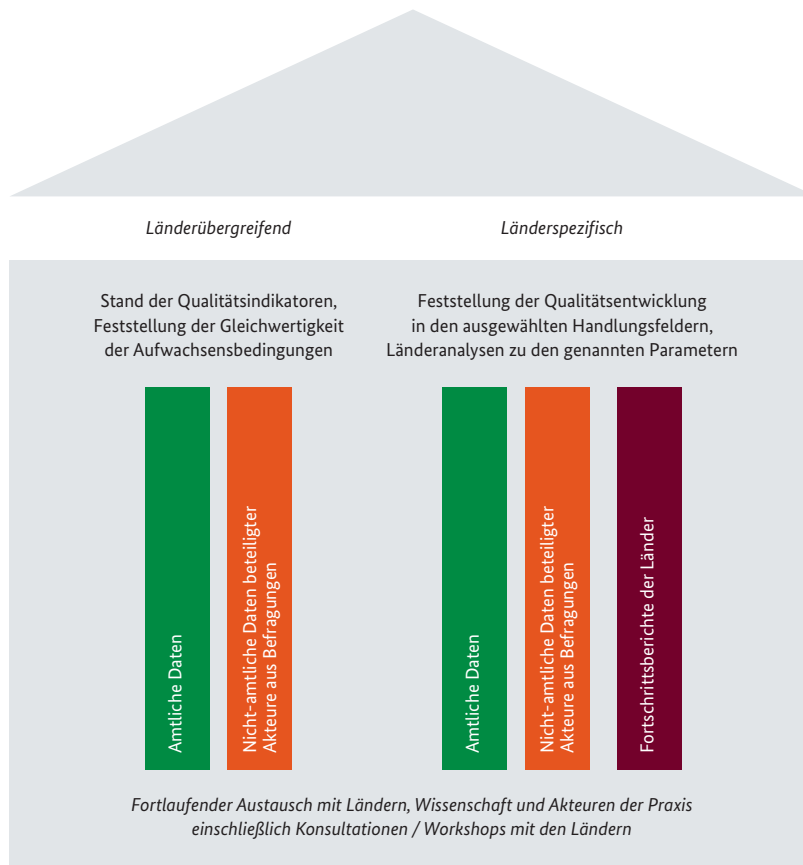 Länderübergreifend
Länderspezifisch
Stand der Qualitätsindikatoren,
Feststellung der Gleichwertigkeit
der Aufwachsensbedingungen
Feststellung der Qualitätsentwicklung
in den ausgewählten Handlungsfeldern,
Länderanalysen zu den genannten Parametern
Amtliche Daten
Nicht-amtliche Daten beteiligter
Akteure aus Befragungen
Amtliche Daten
Nicht-amtliche Daten beteiligter
Akteure aus Befragungen
Fortschrittsberichte der Länder
Fortlaufender Austausch mit Ländern, Wissenschaft und Akteuren der Praxis
einschließlich Konsultationen / Workshops mit den Ländern